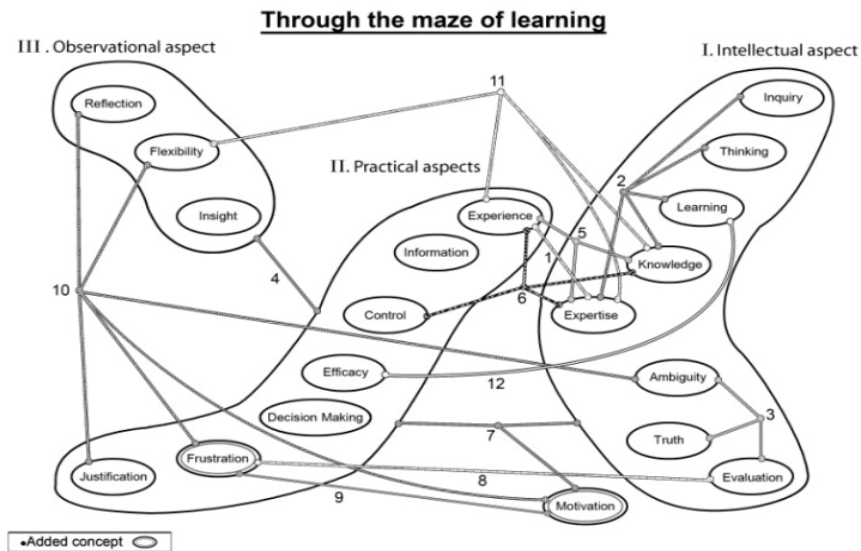 Through the maze of learning
III . Observational aspect
I. Intellectual aspect
11
Inquiry
Reflection
Flexibility
Thinking
II. Practical aspects
2
Learning
Insight
Experience
5
Information
1
Knowledge
4
10
6
Control
Expertise
Efficacy
Ambiguity
12
Decision Making
3
7
Truth
Frustration
Justification
8
Evaluation
9
Motivation
•Added concept